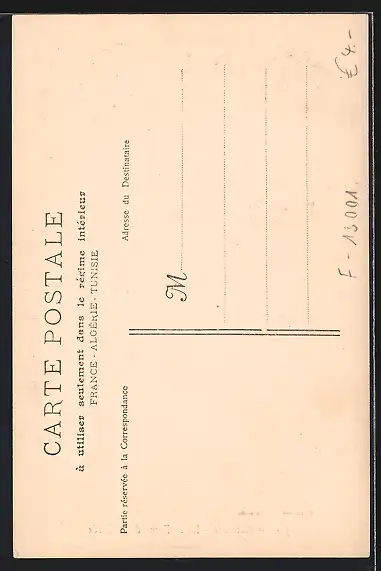 CARTE POSTALE
à utiliser seulement dans le régime intérieur
FRANCE - ALGÉRIE - TUNISIE
Partie réservée à la Correspondance
Adresse du Destinataire
M
F - 13001
€ 4.-